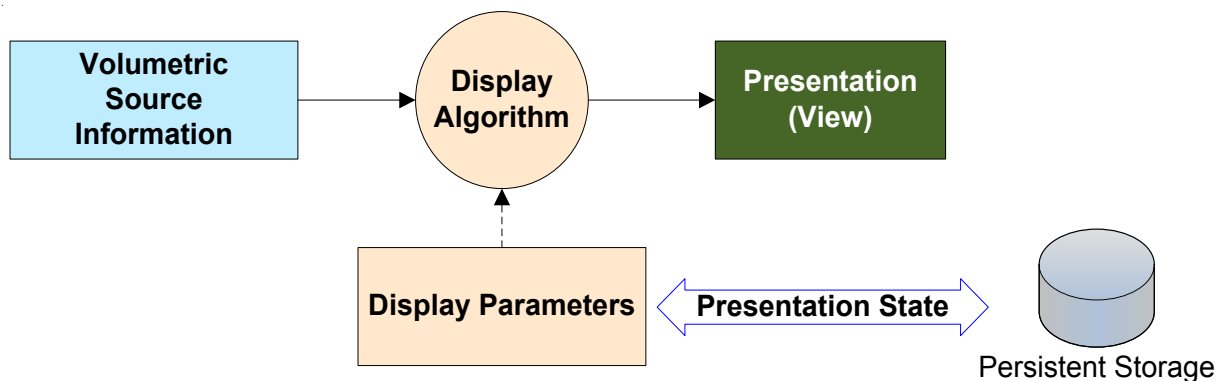 Volumetric
Source
Information
Display
Algorithm
Presentation
(View)
Display Parameters
Presentation State
Persistent Storage